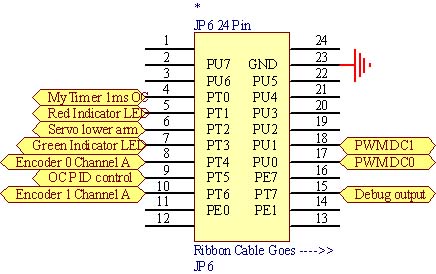 *
JP6 24 Pin
1 24
2 23
PU7 GND
3 22
PU6 PU5
4 21
My Timer 1ms OC PT0 PU4
5 20
Red Indicator LED PT1 PU3
6 19
Servo lower arm PT2 PU2
7 18
Green Indicator LED PT3 PU1 PWMDC1
8 17
Encoder 0 Channel A PT4 PU0 PWMDC0
9 16
OC PID control PT5 PE7
10 15
Encoder 1 Channel A PT6 PT7 Debug output
11 14
PE0 PE1
12 13
Ribbon Cable Goes ---->>
JP6